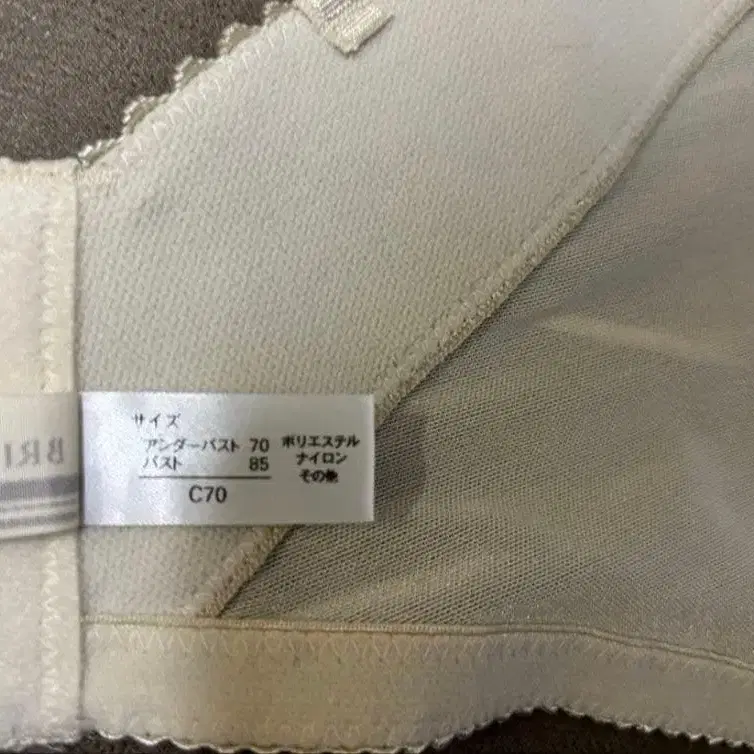 サイズ
アンダーバスト 70
バスト 85
C70
ポリエステル
ナイロン
その他
BRI